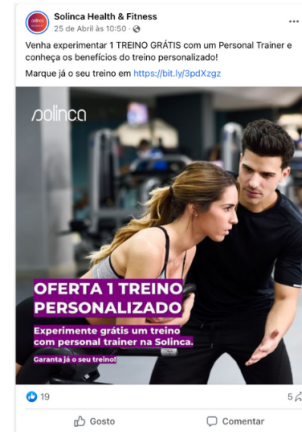 Solinca Health & Fitness
25 de Abril às 10:50 ·
Venha experimentar 1 TREINO GRÁTIS com um Personal Trainer e
conheça os benefícios do treino personalizado!
Marque já o seu treino em https://bit.ly/3pdXzgz
solinca
OFERTA 1 TREINO
PERSONALIZADO
Experimente grátis um treino
com personal trainer na Solinca.
Garanta já o seu treino!
19
5
Gosto
Comentar